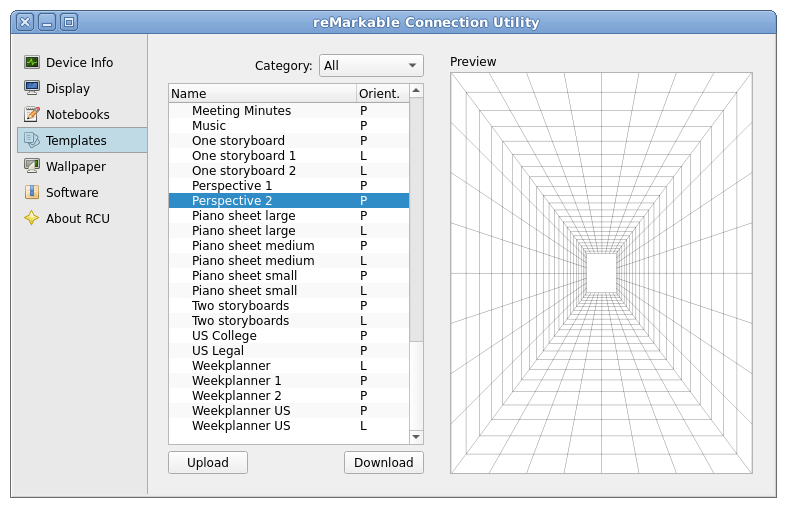 reMarkable Connection Utility
Device Info
Display
Notebooks
Templates
Wallpaper
Software
About RCU
Category: All
Name Orient.
Meeting Minutes P
Music P
One storyboard P
One storyboard 1 L
One storyboard 2 L
Perspective 1 P
Perspective 2 P
Piano sheet large P
Piano sheet large L
Piano sheet medium P
Piano sheet medium L
Piano sheet small P
Piano sheet small L
Two storyboards P
Two storyboards L
US College P
US Legal P
Weekplanner L
Weekplanner 1 P
Weekplanner 2 P
Weekplanner US P
Weekplanner US L
Upload Download
Preview